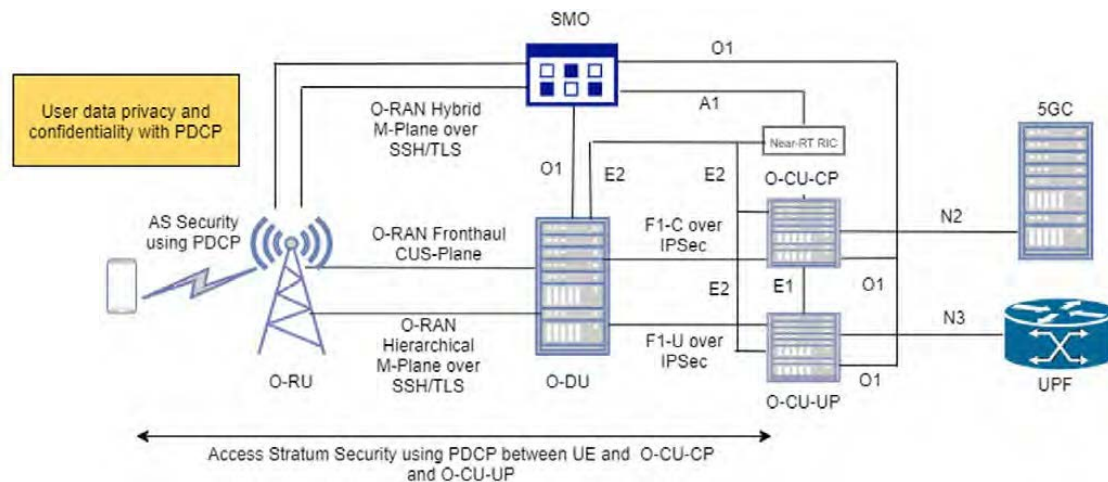 SMO
O1
User data privacy and
confidentiality with PDCP
O-RAN Hybrid
M-Plane over
SSH/TLS
A1
5GC
Near-RT RIC
O1
E2
E2
O-CU-CP
AS Security
using PDCP
O-RAN Fronthaul
CUS-Plane
F1-C over
IPSec
N2
E2
E1
O1
O-RAN
Hierarchical
M-Plane over
SSH/TLS
F1-U over
IPSec
N3
O-RU
O-DU
O1
UPF
O-CU-UP
Access Stratum Security using PDCP between UE and O-CU-CP
and O-CU-UP